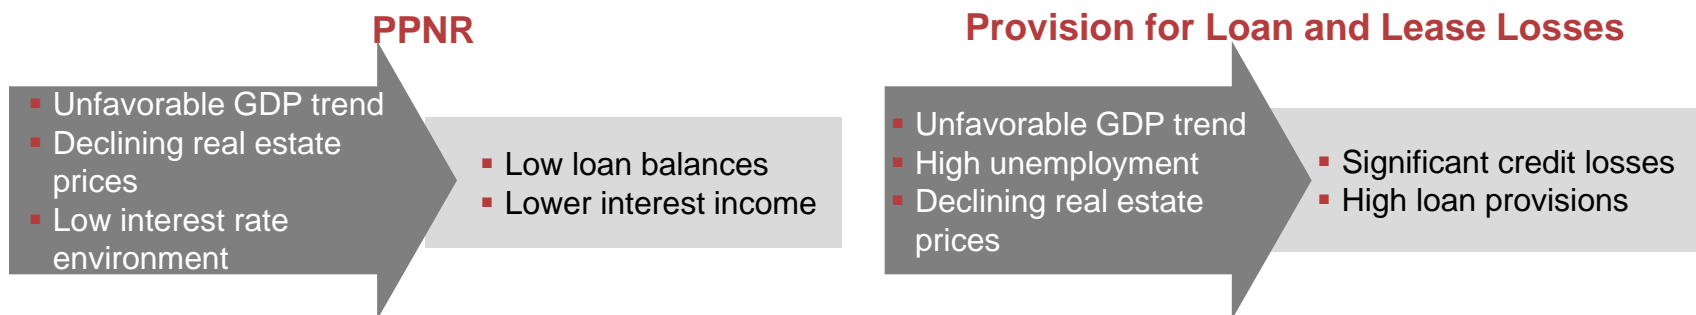 PPNR
▪ Unfavorable GDP trend
▪ Declining real estate
prices
▪ Low interest rate
environment
▪ Low loan balances
▪ Lower interest income
Provision for Loan and Lease Losses
▪ Unfavorable GDP trend
▪ High unemployment
▪ Declining real estate
prices
▪ Significant credit losses
▪ High loan provisions